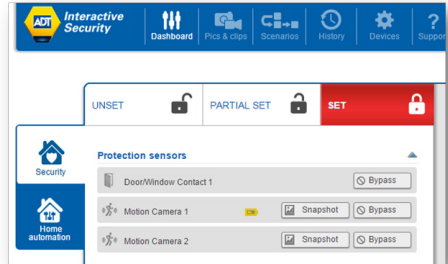 ADT Interactive Security
Dashboard
Pics & clips
Scenarios
History
Devices
Support
UNSET
PARTIAL SET
SET
Security
Home automation
Protection sensors
Door/Window Contact 1
Bypass
Motion Camera 1
Snapshot
Bypass
Motion Camera 2
Snapshot
Bypass